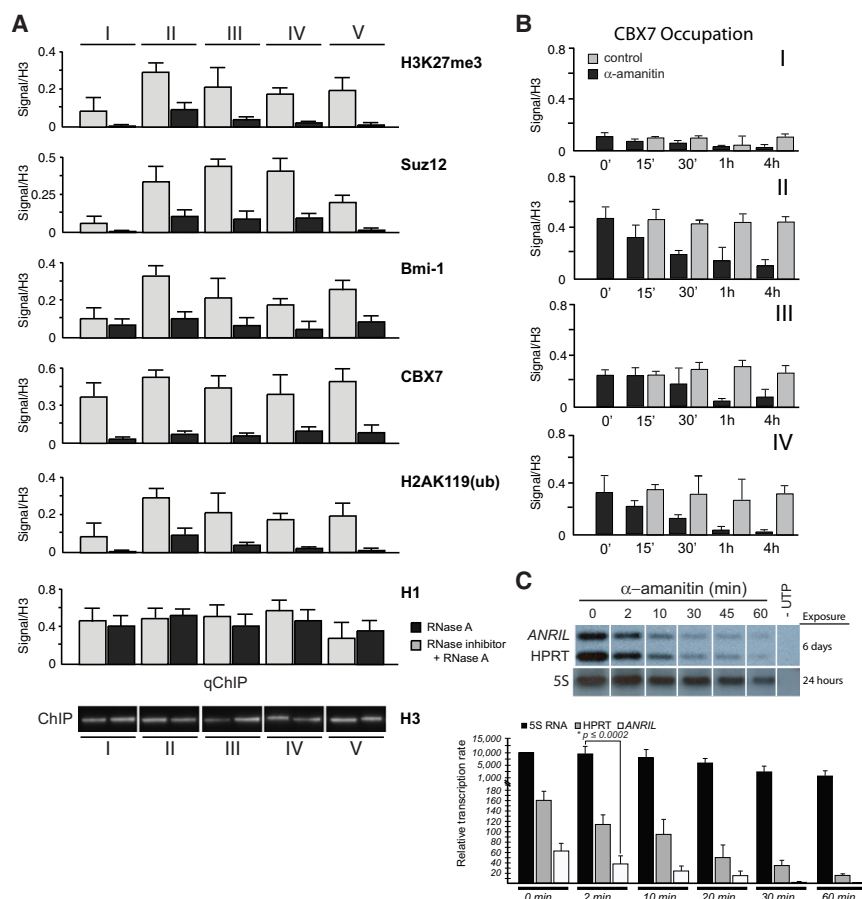 A
I II III IV V
H3K27me3
Signal/H3
0.4
0.2
0
Suz12
Signal/H3
0.5
0.25
0
Bmi-1
Signal/H3
0.4
0.2
0
CBX7
Signal/H3
0.6
0.3
0
H2AK119(ub)
Signal/H3
0.4
0.2
0
H1
Signal/H3
0.8
0.4
0
RNase A
RNase inhibitor
+ RNase A
qChIP
ChIP
H3
I II III IV V
B
CBX7 Occupation
control
α-amanitin
I
Signal/H3
0.8
0.4
0
0’ 15’ 30’ 1h 4h
II
Signal/H3
0.8
0.4
0
0’ 15’ 30’ 1h 4h
III
Signal/H3
0.8
0.4
0
0’ 15’ 30’ 1h 4h
IV
Signal/H3
0.8
0.4
0
0’ 15’ 30’ 1h 4h
C
α–amanitin (min)
0 2 10 30 45 60
- UTP
Exposure
ANRIL
HPRT
6 days
5S
24 hours
5S RNA HPRT ANRIL
* p ≤ 0.0002
Relative transcription rate
15,000
10,000
5,000
1,000
180
160
140
120
100
80
60
40
20
0 min 2 min 10 min 20 min 30 min 60 min